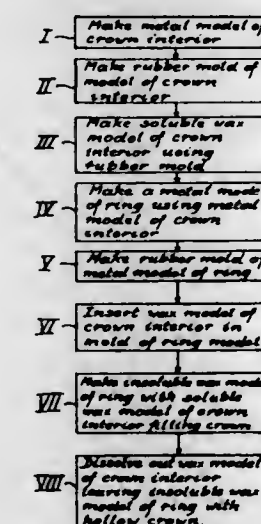 I Make metal model of
crown interior
II Make rubber mold of
model of crown
interior
III Make soluble wax
model of crown
interior using
rubber mold
IV Make a metal mode
of ring using metal
model of crown
interior
V Make rubber mold of
metal model of ring
VI Insert wax model of
crown interior in
mold of ring model
VII Make insoluble wax mode
of ring with soluble
wax model of crown
interior filling crown
VIII Dissolve out wax model
of crown interior
leaving insoluble wax
model of ring with
hollow crown